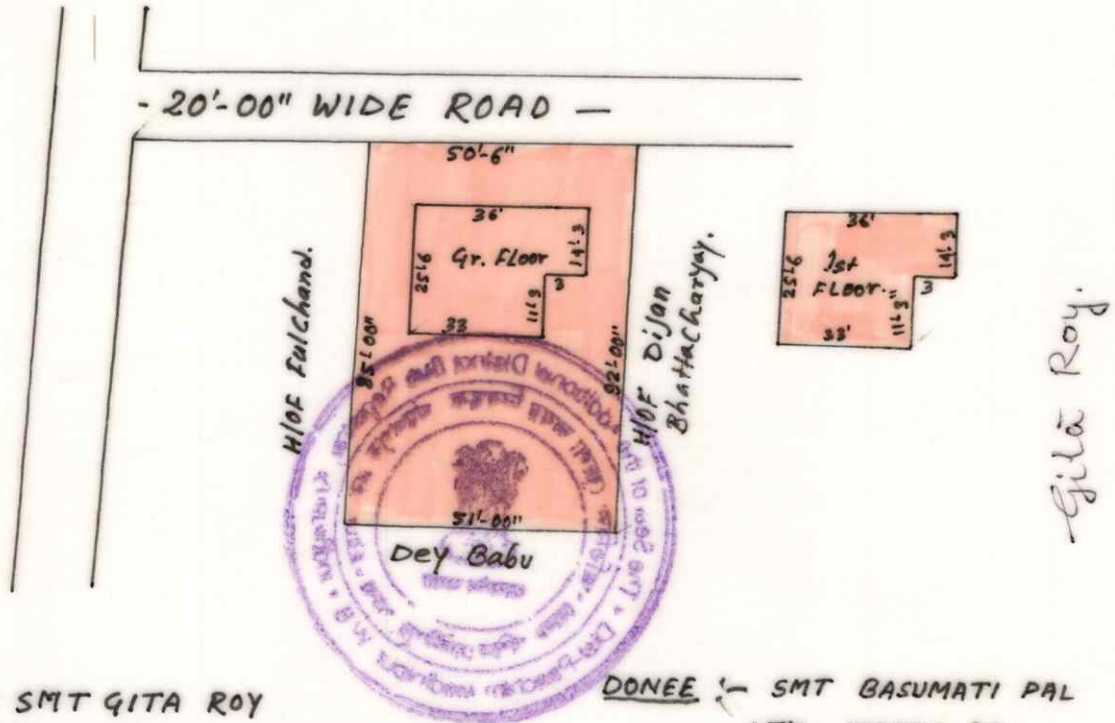 - 20'-00" WIDE ROAD —
50'-6"
36'
Gr. FLoor
25'-6
14'-3
3
11'-3
33
85'-00"
51'-00"
H/OF FulChand.
H/OF Dijan
BhattaCharyay.
Dey Babu
36'
1st
FLOOR.
25'-6
14'-3
3
11'-3"
33'
Gita Roy.
SMT GITA ROY
DONEE :- SMT BASUMATI PAL